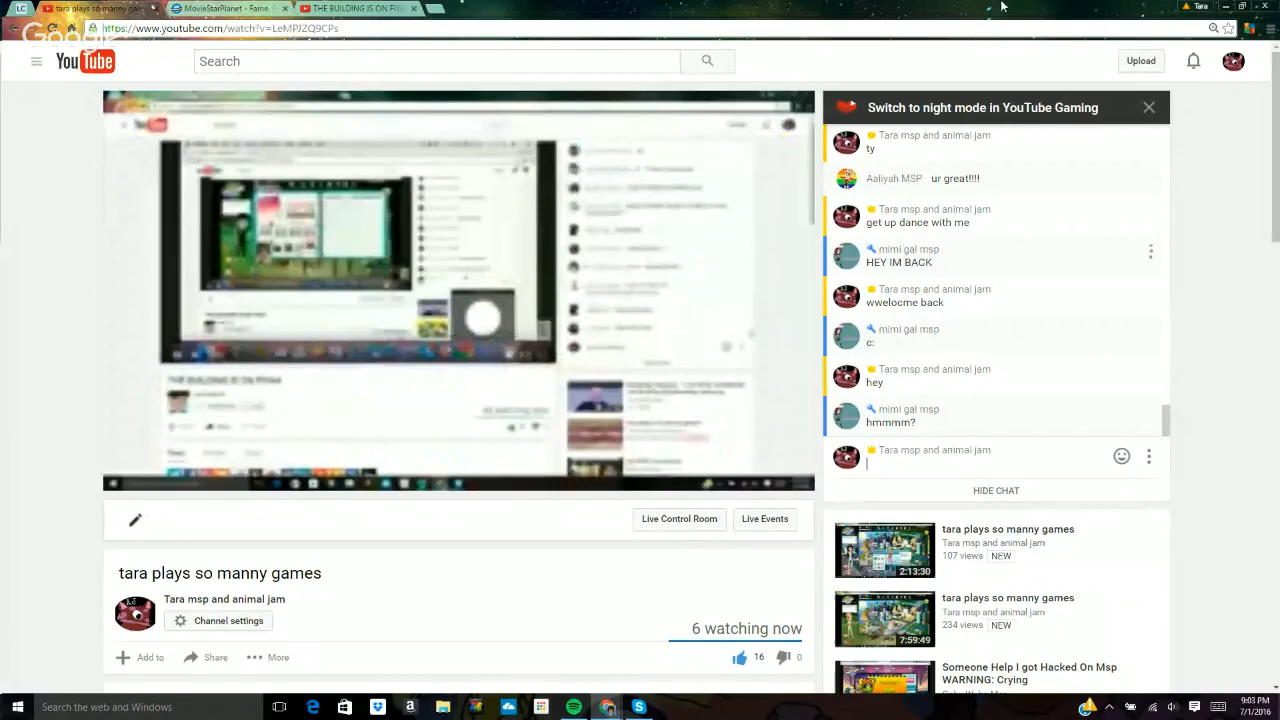 LC
tara plays so manny games
MovieStarPlanet - Fame, F
THE BUILDING IS ON FIYA
Tara
https://www.youtube.com/watch?v=LeMPJZQ9CPs
YouTube
Search
Upload
Switch to night mode in YouTube Gaming
Tara msp and animal jam
ty
Aaliyah MSP ur great!!!!
Tara msp and animal jam
get up dance with me
mimi gal msp
HEY IM BACK
Tara msp and animal jam
wwelocme back
mimi gal msp
c:
Tara msp and animal jam
hey
mimi gal msp
hmmmm?
Tara msp and animal jam
HIDE CHAT
Live Control Room
Live Events
tara plays so manny games
Tara msp and animal jam
Channel settings
6 watching now
Add to
Share
More
16
0
tara plays so manny games
Tara msp and animal jam
107 views NEW
2:13:30
tara plays so manny games
Tara msp and animal jam
234 views NEW
7:59:49
Someone Help I got Hacked On Msp
WARNING: Crying
Search the web and Windows
9:03 PM
7/1/2016